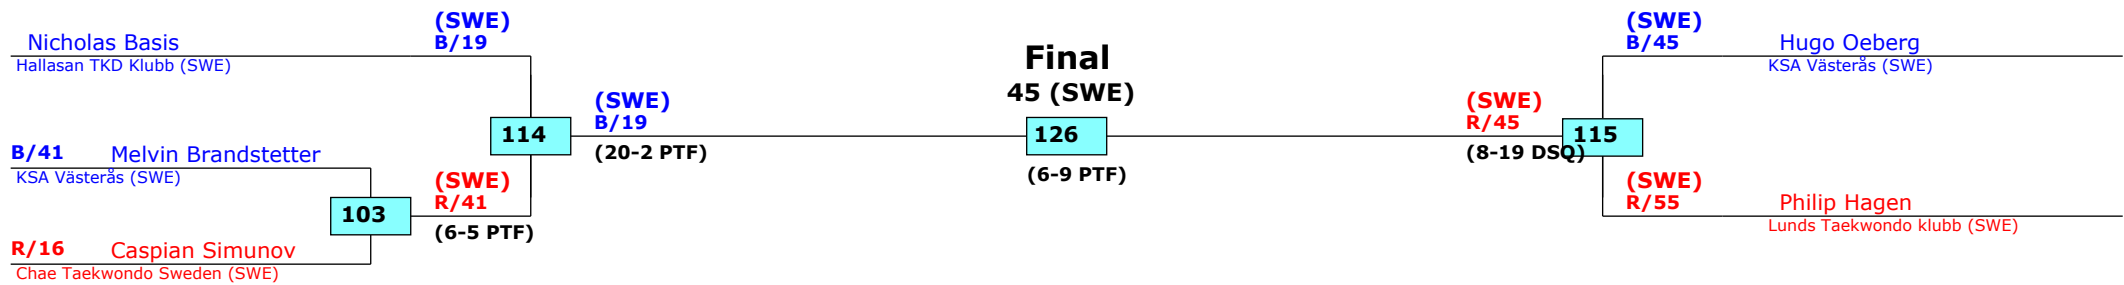 Nicholas Basis
Hallasan TKD Klubb (SWE)
(SWE)
B/19
B/41 Melvin Brandstetter
KSA Västerås (SWE)
R/16 Caspian Simunov
Chae Taekwondo Sweden (SWE)
103
(SWE)
R/41
(6-5 PTF)
114
(SWE)
B/19
(20-2 PTF)
Final
45 (SWE)
126
(6-9 PTF)
(SWE)
R/45
(8-19 DSQ)
115
(SWE)
B/45 Hugo Oeberg
KSA Västerås (SWE)
(SWE)
R/55 Philip Hagen
Lunds Taekwondo klubb (SWE)